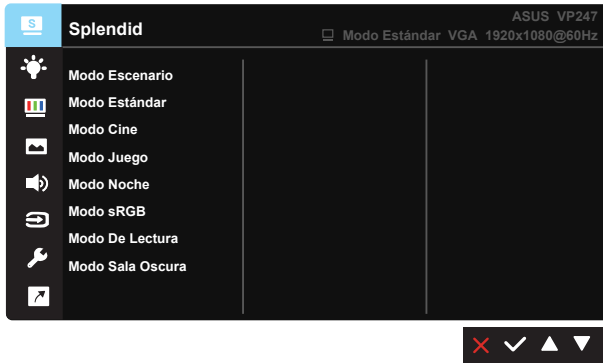 S
Splendid
ASUS VP247
Modo Estándar VGA 1920x1080@60Hz
Modo Escenario
Modo Estándar
Modo Cine
Modo Juego
Modo Noche
Modo sRGB
Modo De Lectura
Modo Sala Oscura